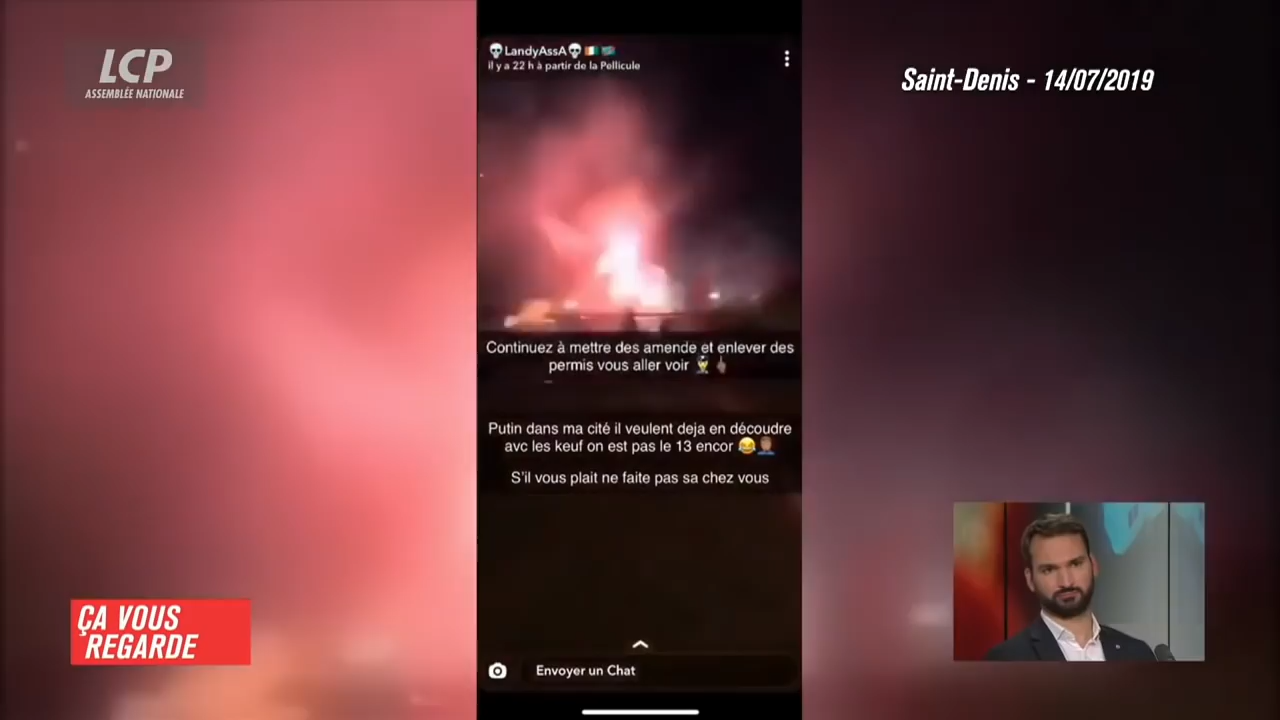 LCP
ASSEMBLÉE NATIONALE
💀LandyAssA💀
il y a 22 h à partir de la Pellicule
Saint-Denis - 14/07/2019
Continuez à mettre des amende et enlever des
permis vous aller voir
Putin dans ma cité il veulent deja en découdre
avc les keuf on est pas le 13 encor 😂
S'il vous plait ne faite pas sa chez vous
ÇA VOUS
REGARDE
Envoyer un Chat